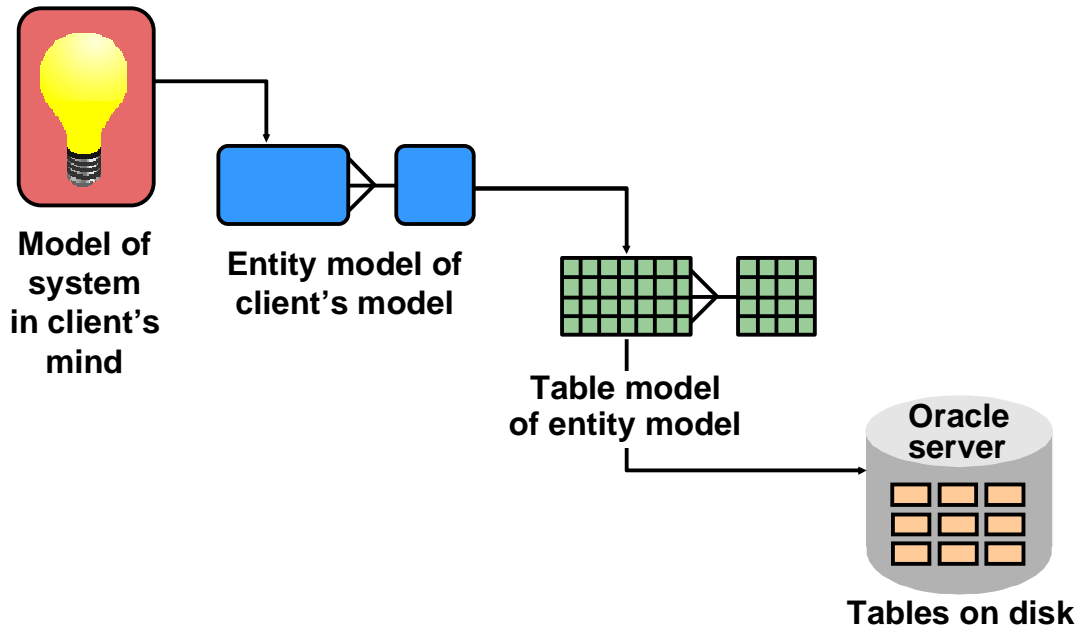 Model of
system
in client's
mind
Entity model of
client's model
Table model
of entity model
Oracle
server
Tables on disk